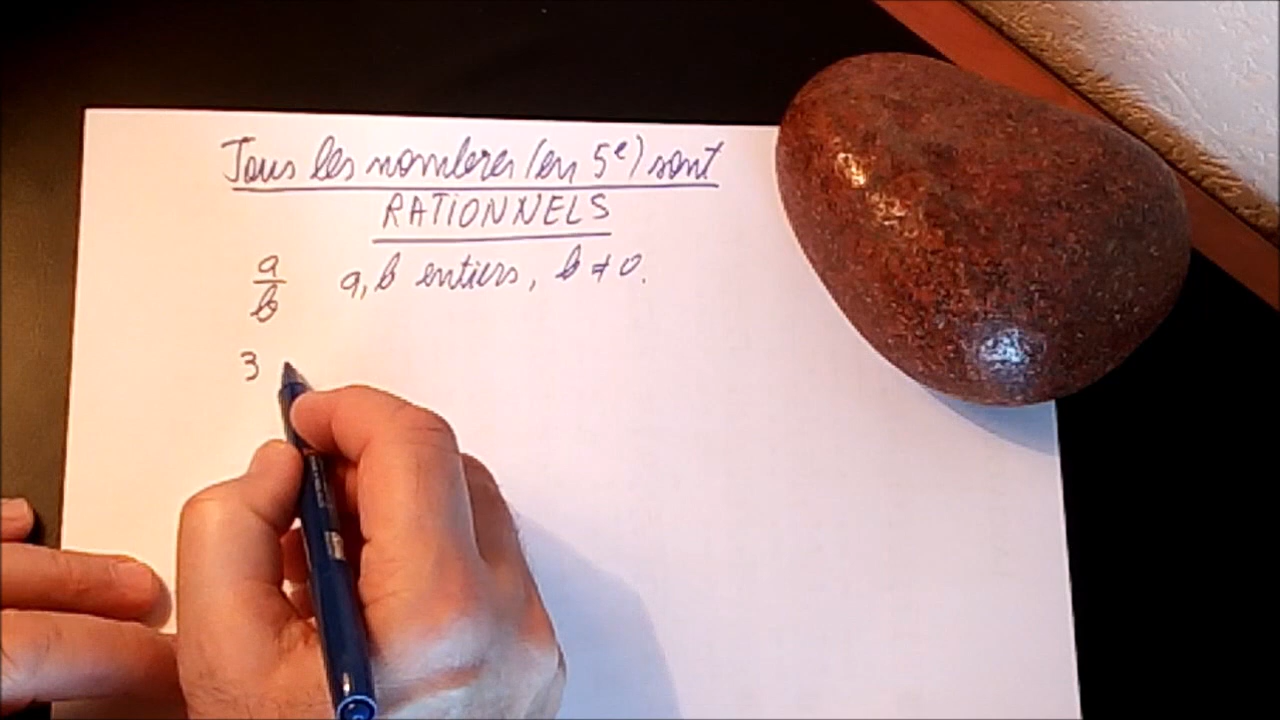 Tous les nombres (en 5e) sont
RATIONNELS
a/b a, b entiers, b ≠ 0.
3